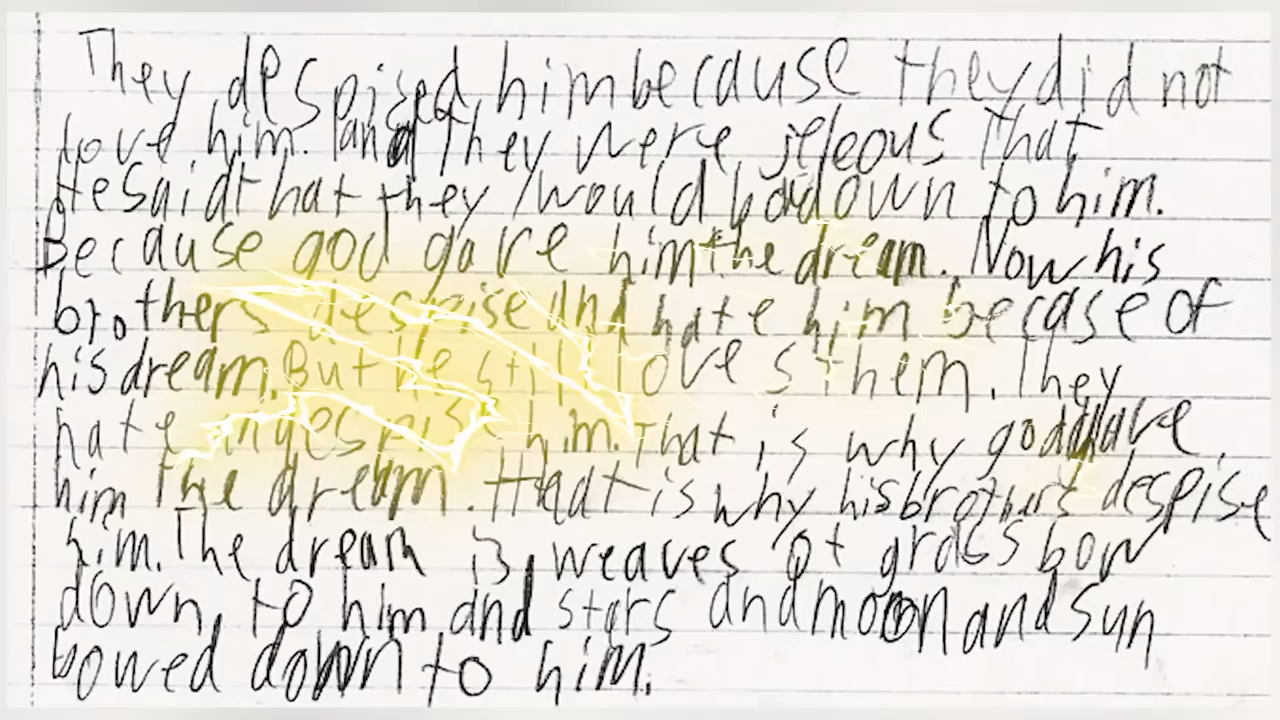 They despised him because they did not
love him. and They were jeleous That
He said that they would bow down to him.
Because god gave him the dream. Now his
brothers despise and hate him becase of
his dream. But he still loves them. They
hate him. That is why god gave
him The dream. Thadt is why his brothers despise
him. The dream is weaves of grass bow
down to him and stars and moon and sun
bowed down to him.